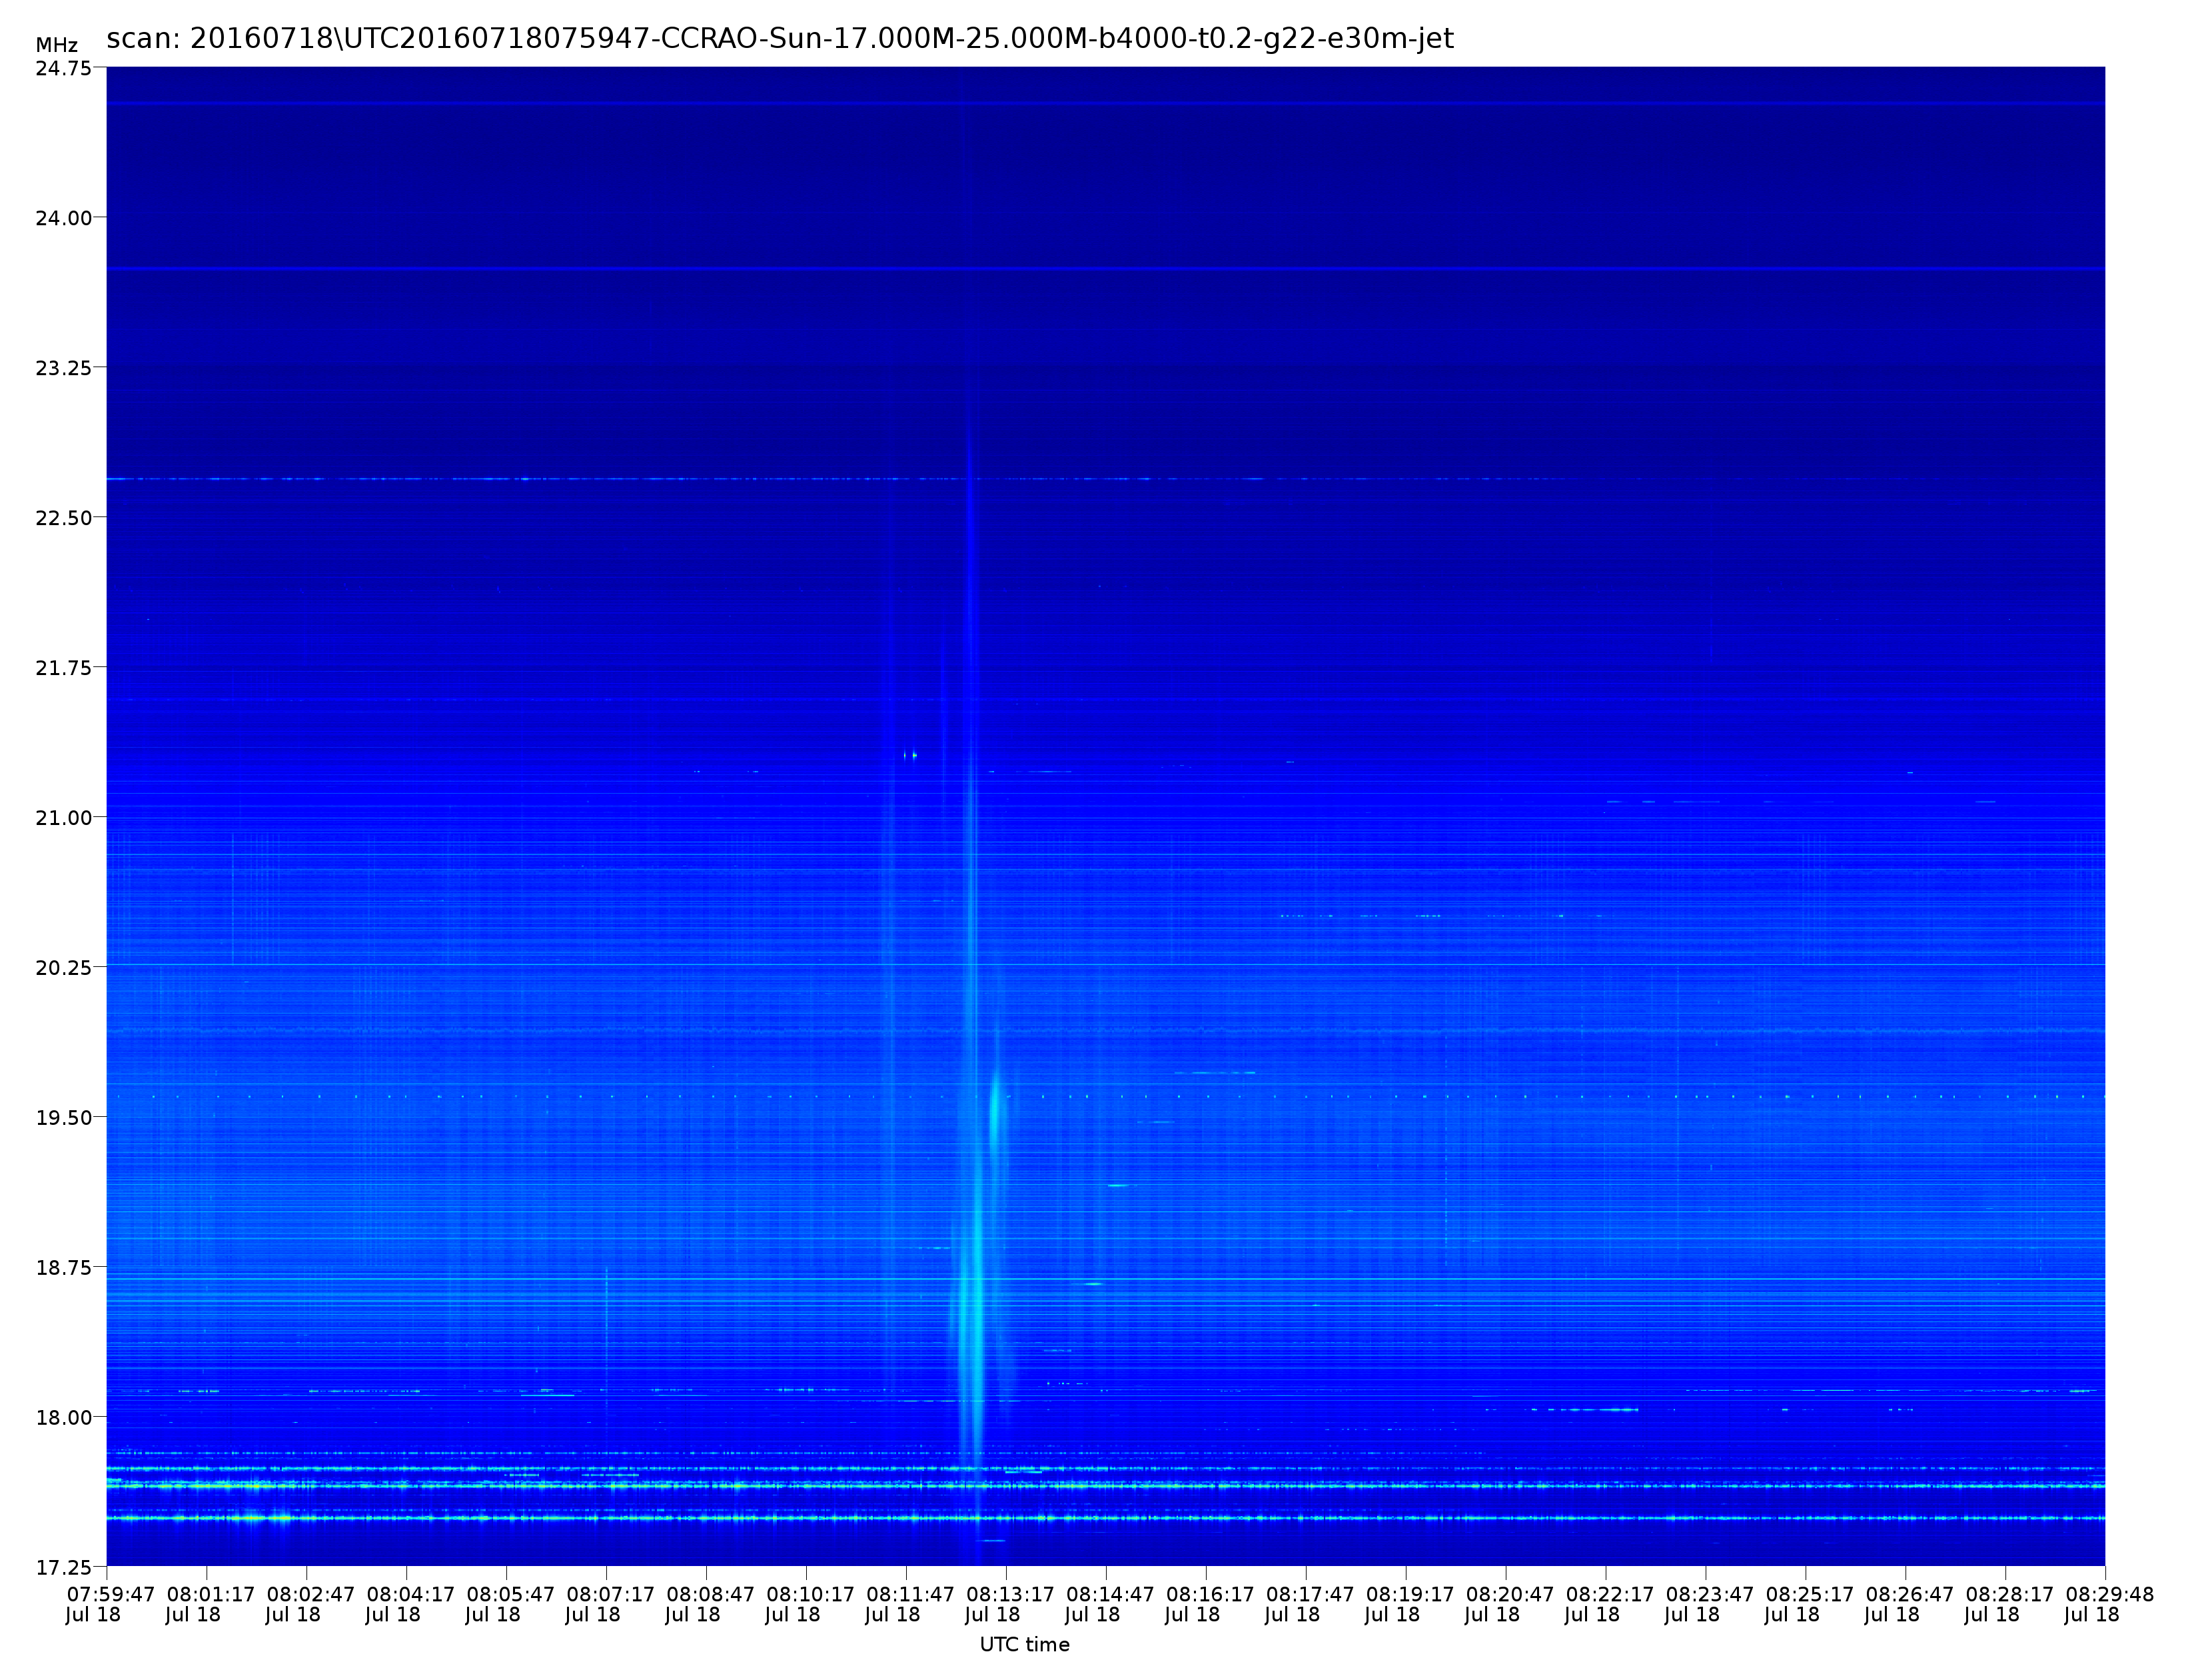 MHz scan: 20160718\UTC20160718075947-CCRAO-Sun-17.000M-25.000M-b4000-t0.2-g22-e30m-jet
24.75
24.00
23.25
22.50
21.75
21.00
20.25
19.50
18.75
18.00
17.25
07:59:47 08:01:17 08:02:47 08:04:17 08:05:47 08:07:17 08:08:47 08:10:17 08:11:47 08:13:17 08:14:47 08:16:17 08:17:47 08:19:17 08:20:47 08:22:17 08:23:47 08:25:17 08:26:47 08:28:17 08:29:48
Jul 18 Jul 18 Jul 18 Jul 18 Jul 18 Jul 18 Jul 18 Jul 18 Jul 18 Jul 18 Jul 18 Jul 18 Jul 18 Jul 18 Jul 18 Jul 18 Jul 18 Jul 18 Jul 18 Jul 18 Jul 18
UTC time